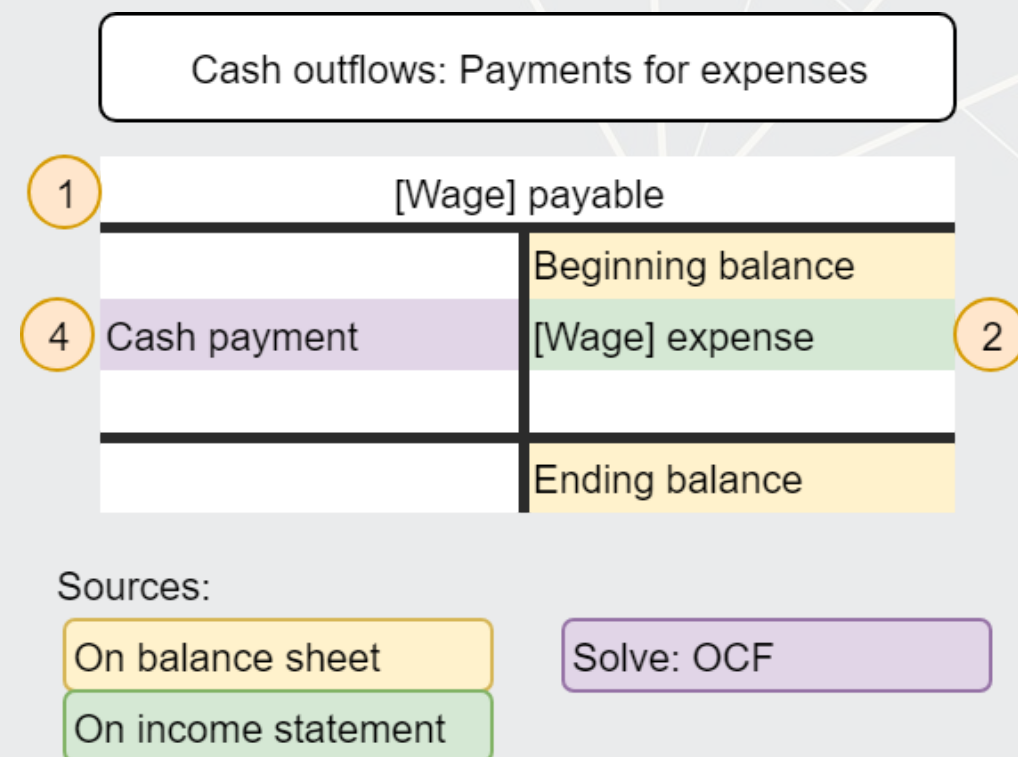 Cash outflows: Payments for expenses
1
[Wage] payable
Beginning balance
4
Cash payment
[Wage] expense
2
Ending balance
Sources:
On balance sheet
Solve: OCF
On income statement